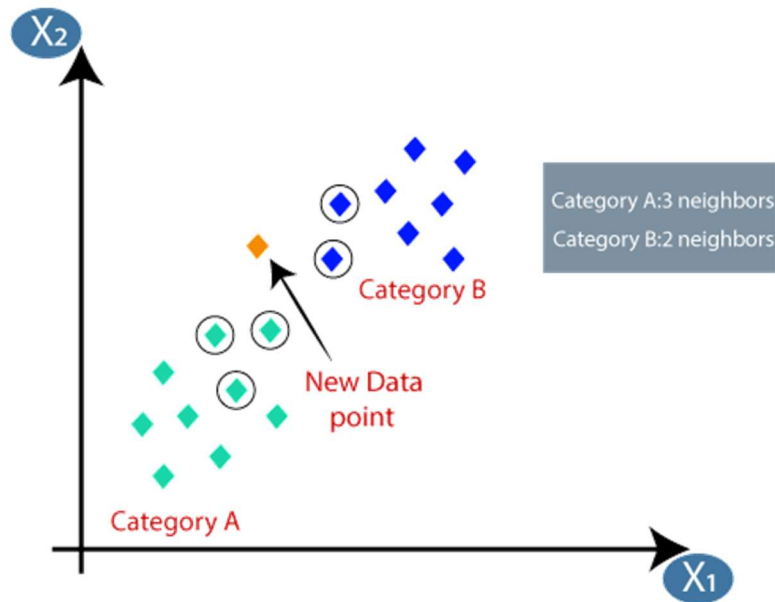 X2
Category A:3 neighbors
Category B:2 neighbors
Category B
New Data
point
Category A
X1